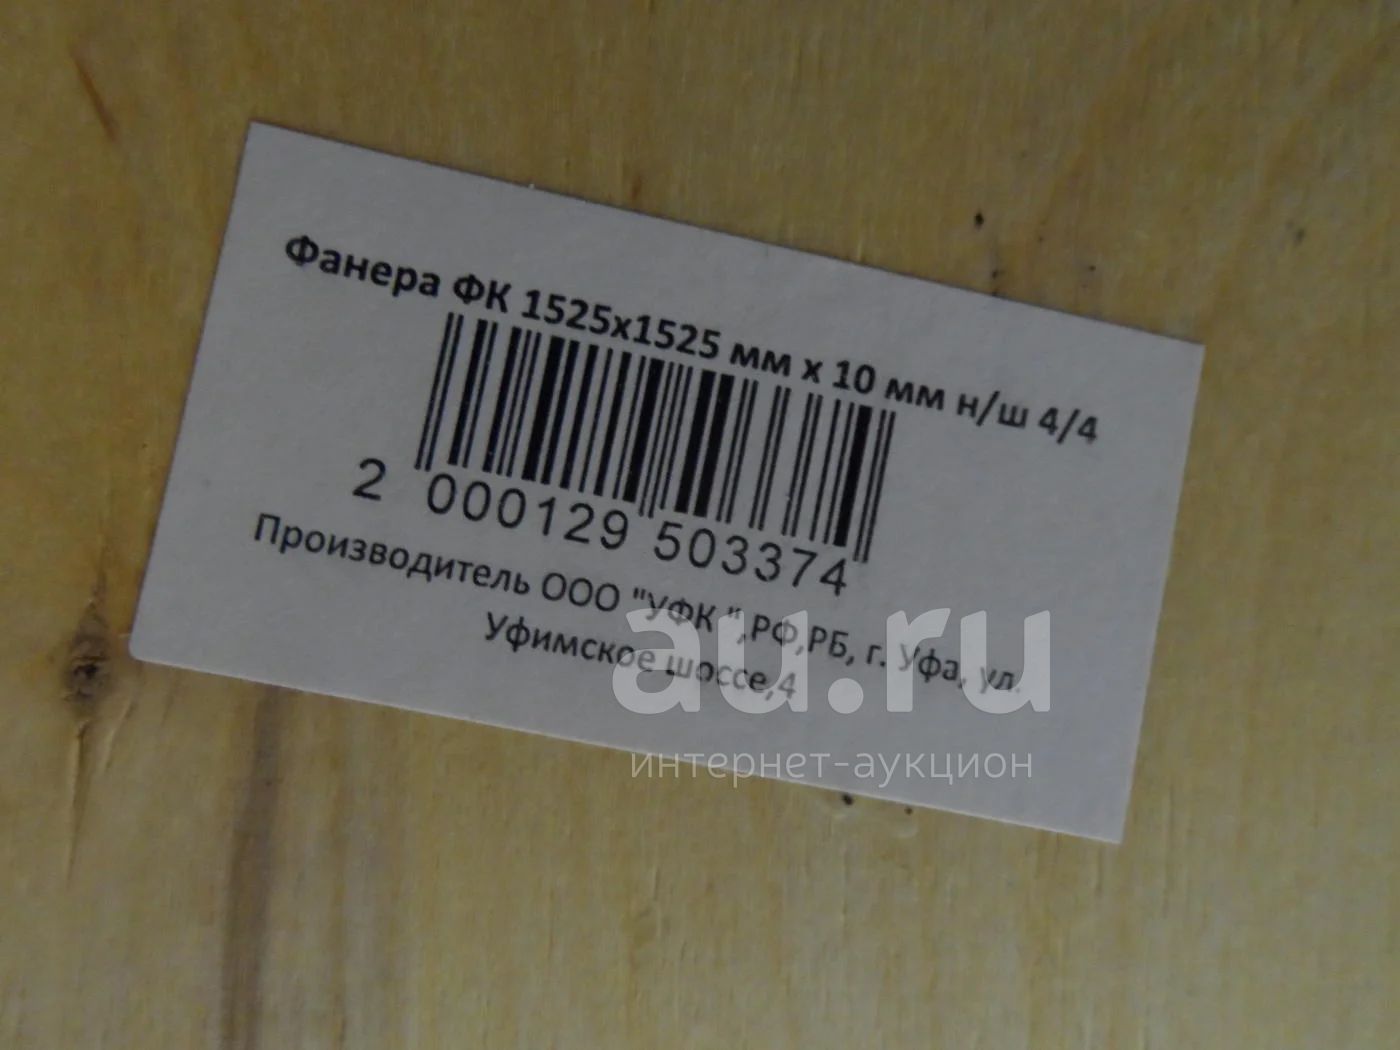 Фанера ФК 1525х1525 мм х 10 мм н/ш 4/4
2 000129 503374
Производитель ООО "УФК ",РФ,РБ, г. Уфа, ул.
Уфимское шоссе,4
au.ru
интернет-аукцион